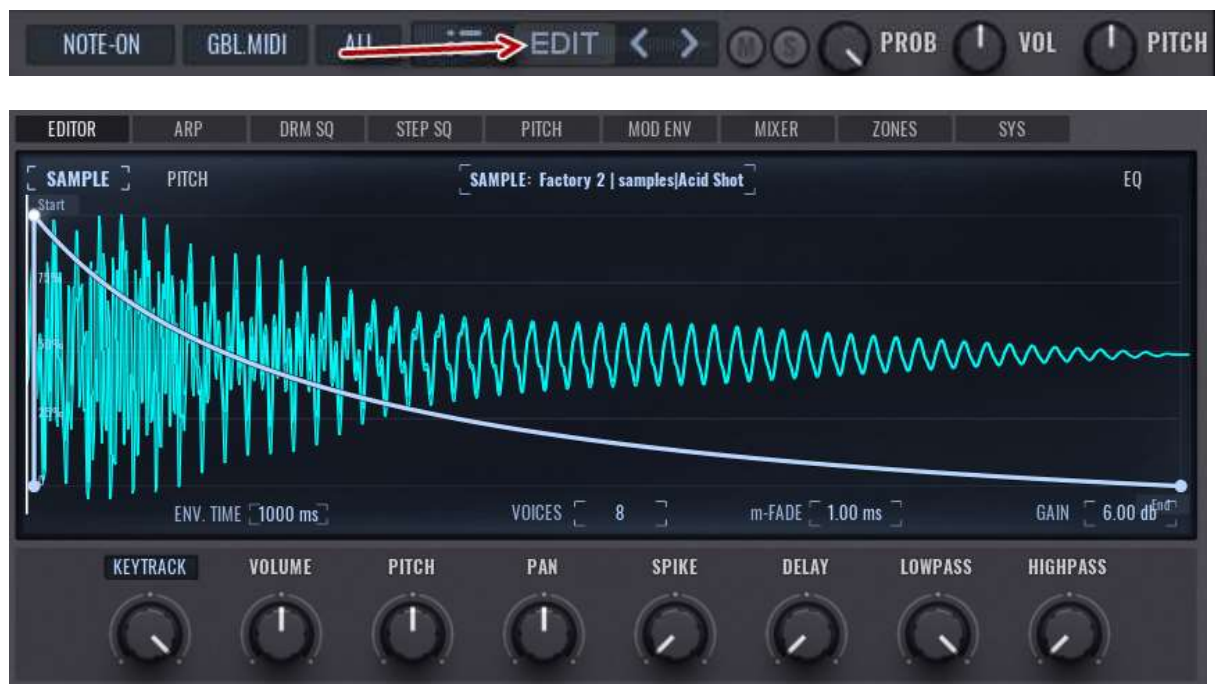 NOTE-ON GBL.MIDI ALL EDIT M S PROB VOL PITCH
EDITOR ARP DRM SQ STEP SQ PITCH MOD ENV MIXER ZONES SYS
SAMPLE PITCH SAMPLE: Factory 2 | samples|Acid Shot EQ
Start
75%
50%
25%
ENV. TIME 1000 ms VOICES 8 m-FADE 1.00 ms GAIN 6.00 db End
KEYTRACK VOLUME PITCH PAN SPIKE DELAY LOWPASS HIGHPASS